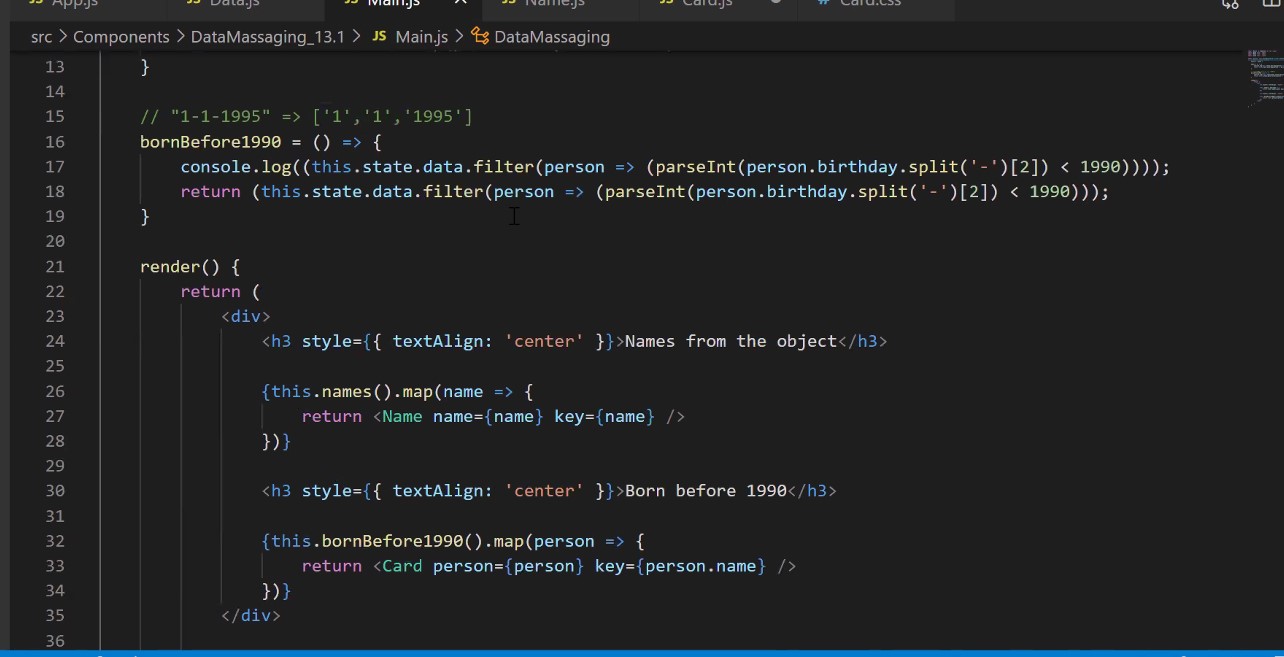 JS App.js JS Data.js JS Main.js JS Name.js JS Card.js # Card.css
src > Components > DataMassaging_13.1 > JS Main.js > DataMassaging
13 }
14
15 // "1-1-1995" => ['1','1','1995']
16 bornBefore1990 = () => {
17 console.log((this.state.data.filter(person => (parseInt(person.birthday.split('-')[2]) < 1990))));
18 return (this.state.data.filter(person => (parseInt(person.birthday.split('-')[2]) < 1990)));
19 }
20
21 render() {
22 return (
23 <div>
24 <h3 style={{ textAlign: 'center' }}>Names from the object</h3>
25
26 {this.names().map(name => {
27 return <Name name={name} key={name} />
28 })}
29
30 <h3 style={{ textAlign: 'center' }}>Born before 1990</h3>
31
32 {this.bornBefore1990().map(person => {
33 return <Card person={person} key={person.name} />
34 })}
35 </div>
36